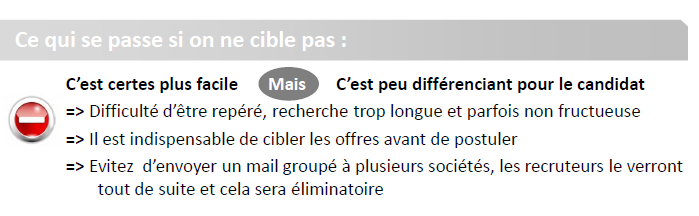 Ce qui se passe si on ne cible pas :
C'est certes plus facile Mais C'est peu différenciant pour le candidat
=> Difficulté d'être repéré, recherche trop longue et parfois non fructueuse
=> Il est indispensable de cibler les offres avant de postuler
=> Evitez d'envoyer un mail groupé à plusieurs sociétés, les recruteurs le verront
tout de suite et cela sera éliminatoire